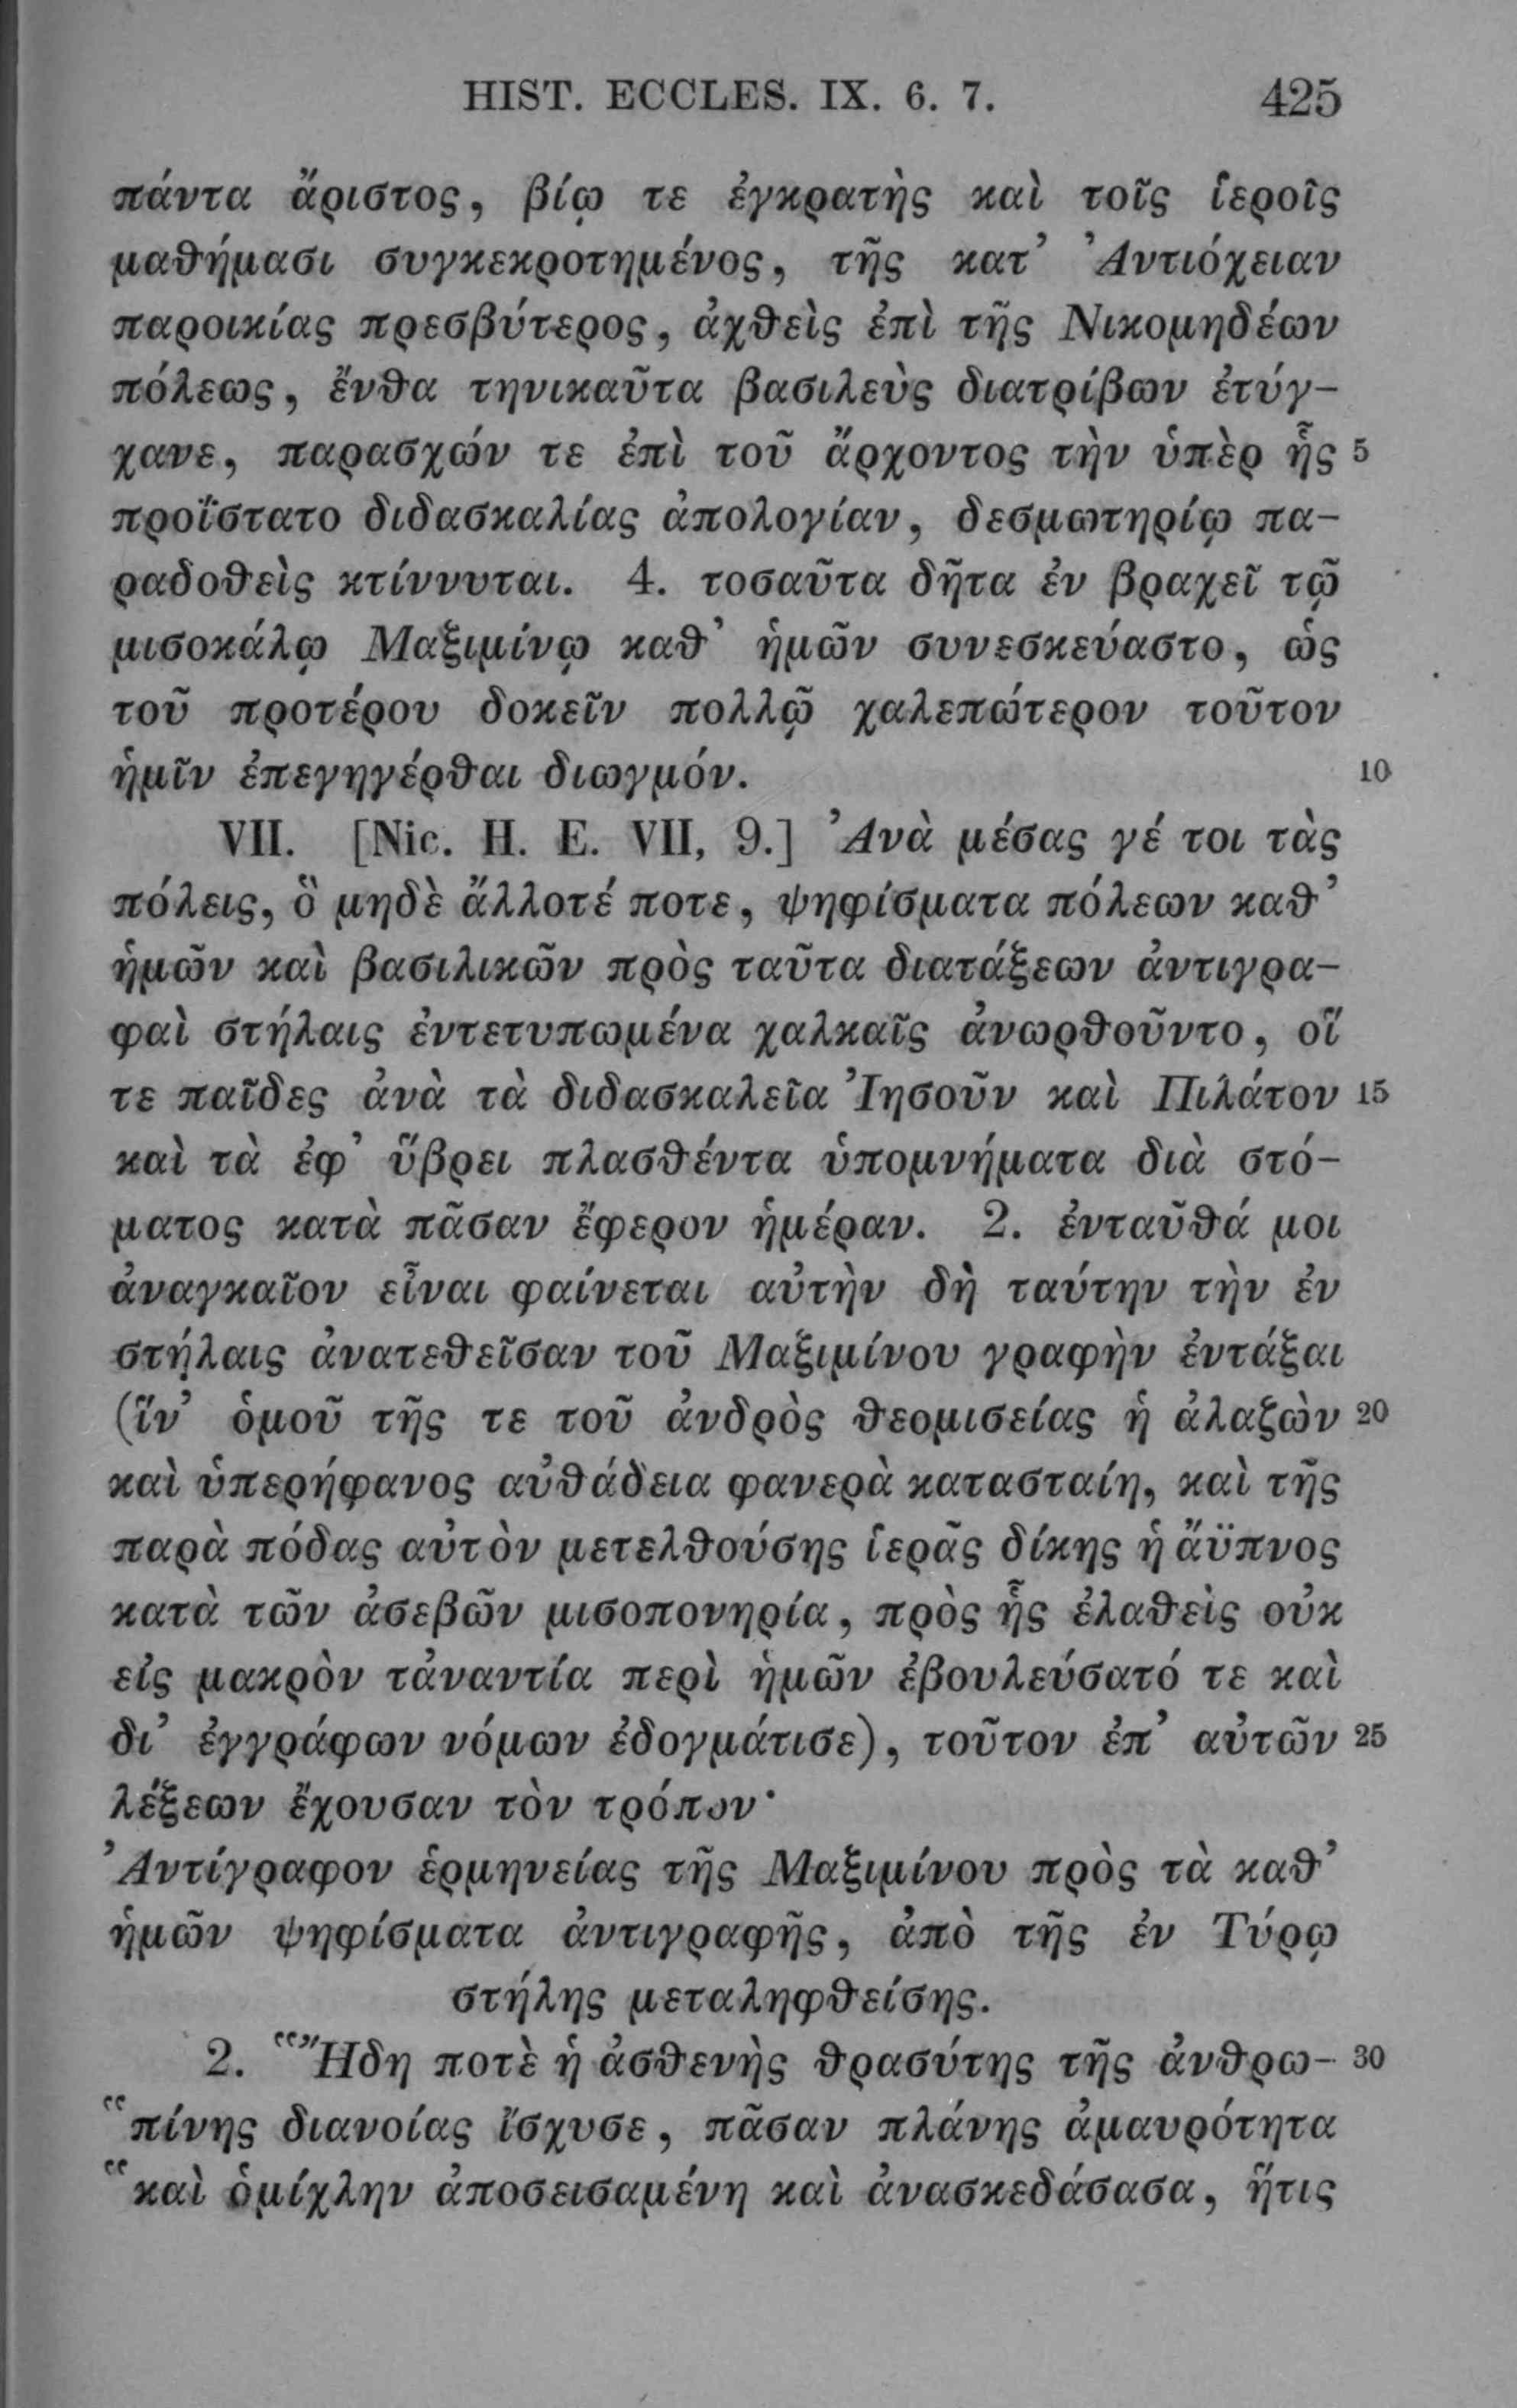 HIST. ECCLES. IX. 6. 7. 425
πάντα ἄριστος, βίῳ τε ἐγκρατὴς καὶ τοῖς ἱεροῖς
μαθήμασι συγκεκροτημένος, τῆς κατ’ Ἀντιόχειαν
παροικίας πρεσβύτερος, ἀχθεὶς ἐπὶ τῆς Νικομηδέων
πόλεως, ἔνθα τηνικαῦτα βασιλεὺς διατρίβων ἐτύγ-
χανε, παρασχών τε ἐπὶ τοῦ ἄρχοντος τὴν ὑπὲρ ἧς 5
προΐστατο διδασκαλίας ἀπολογίαν, δεσμωτηρίῳ πα-
ραδοθεὶς κτίννυται. 4. τοσαῦτα δῆτα ἐν βραχεῖ τῷ
μισοκάλῳ Μαξιμίνῳ καθ’ ἡμῶν συνεσκεύαστο, ὡς
τοῦ προτέρου δοκεῖν πολλῷ χαλεπώτερον τοῦτον
ἡμῖν ἐπεγηγέρθαι διωγμόν. 10
VII. [Nic. H. E. VII, 9.] Ἀνὰ μέσας γέ τοι τὰς
πόλεις, ὃ μηδὲ ἄλλοτέ ποτε, ψηφίσματα πόλεων καθ’
ἡμῶν καὶ βασιλικῶν πρὸς ταῦτα διατάξεων ἀντιγρα-
φαὶ στήλαις ἐντετυπωμένα χαλκαῖς ἀνωρθοῦντο, οἵ
τε παῖδες ἀνὰ τὰ διδασκαλεῖα Ἰησοῦν καὶ Πιλάτον 15
καὶ τὰ ἐφ’ ὕβρει πλασθέντα ὑπομνήματα διὰ στό-
ματος κατὰ πᾶσαν ἔφερον ἡμέραν. 2. ἐνταῦθά μοι
ἀναγκαῖον εἶναι φαίνεται αὐτὴν δὴ ταύτην τὴν ἐν
στήλαις ἀνατεθεῖσαν τοῦ Μαξιμίνου γραφὴν ἐντάξαι
(ἵν’ ὁμοῦ τῆς τε τοῦ ἀνδρὸς θεομισείας ἡ ἀλαζὼν 20
καὶ ὑπερήφανος αὐθάδεια φανερὰ κατασταίη, καὶ τῆς
παρὰ πόδας αὐτὸν μετελθούσης ἱερᾶς δίκης ἡ ἄϋπνος
κατὰ τῶν ἀσεβῶν μισοπονηρία, πρὸς ἧς ἐλαθεὶς οὐκ
εἰς μακρὸν τἀναντία περὶ ἡμῶν ἐβουλεύσατό τε καὶ
δι’ ἐγγράφων νόμων ἐδογμάτισε), τοῦτον ἐπ’ αὐτῶν 25
λέξεων ἔχουσαν τὸν τρόπον·
Ἀντίγραφον ἑρμηνείας τῆς Μαξιμίνου πρὸς τὰ καθ’
ἡμῶν ψηφίσματα ἀντιγραφῆς, ἀπὸ τῆς ἐν Τύρῳ
στήλης μεταληφθείσης.
2. “Ἤδη ποτὲ ἡ ἀσθενὴς θρασύτης τῆς ἀνθρω- 30
“πίνης διανοίας ἴσχυσε, πᾶσαν πλάνης ἀμαυρότητα
“καὶ ὁμίχλην ἀποσεισαμένη καὶ ἀνασκεδάσασα, ἥτις